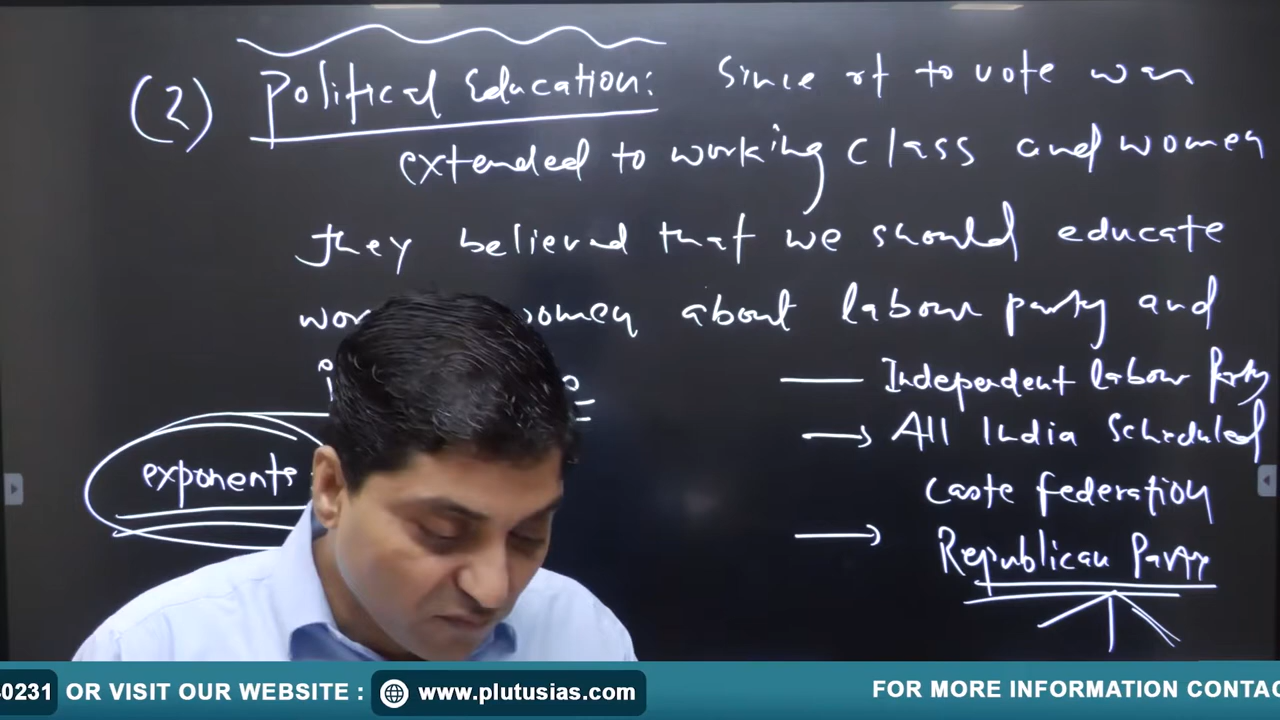 (2) Political Education: Since rt to vote was
extended to working class and women
they believed that we should educate
women about labour party and
Independent labour Party
All India Scheduled
exponents
Caste federation
Republican Party
0231 OR VISIT OUR WEBSITE : www.plutusias.com
FOR MORE INFORMATION CONTAC